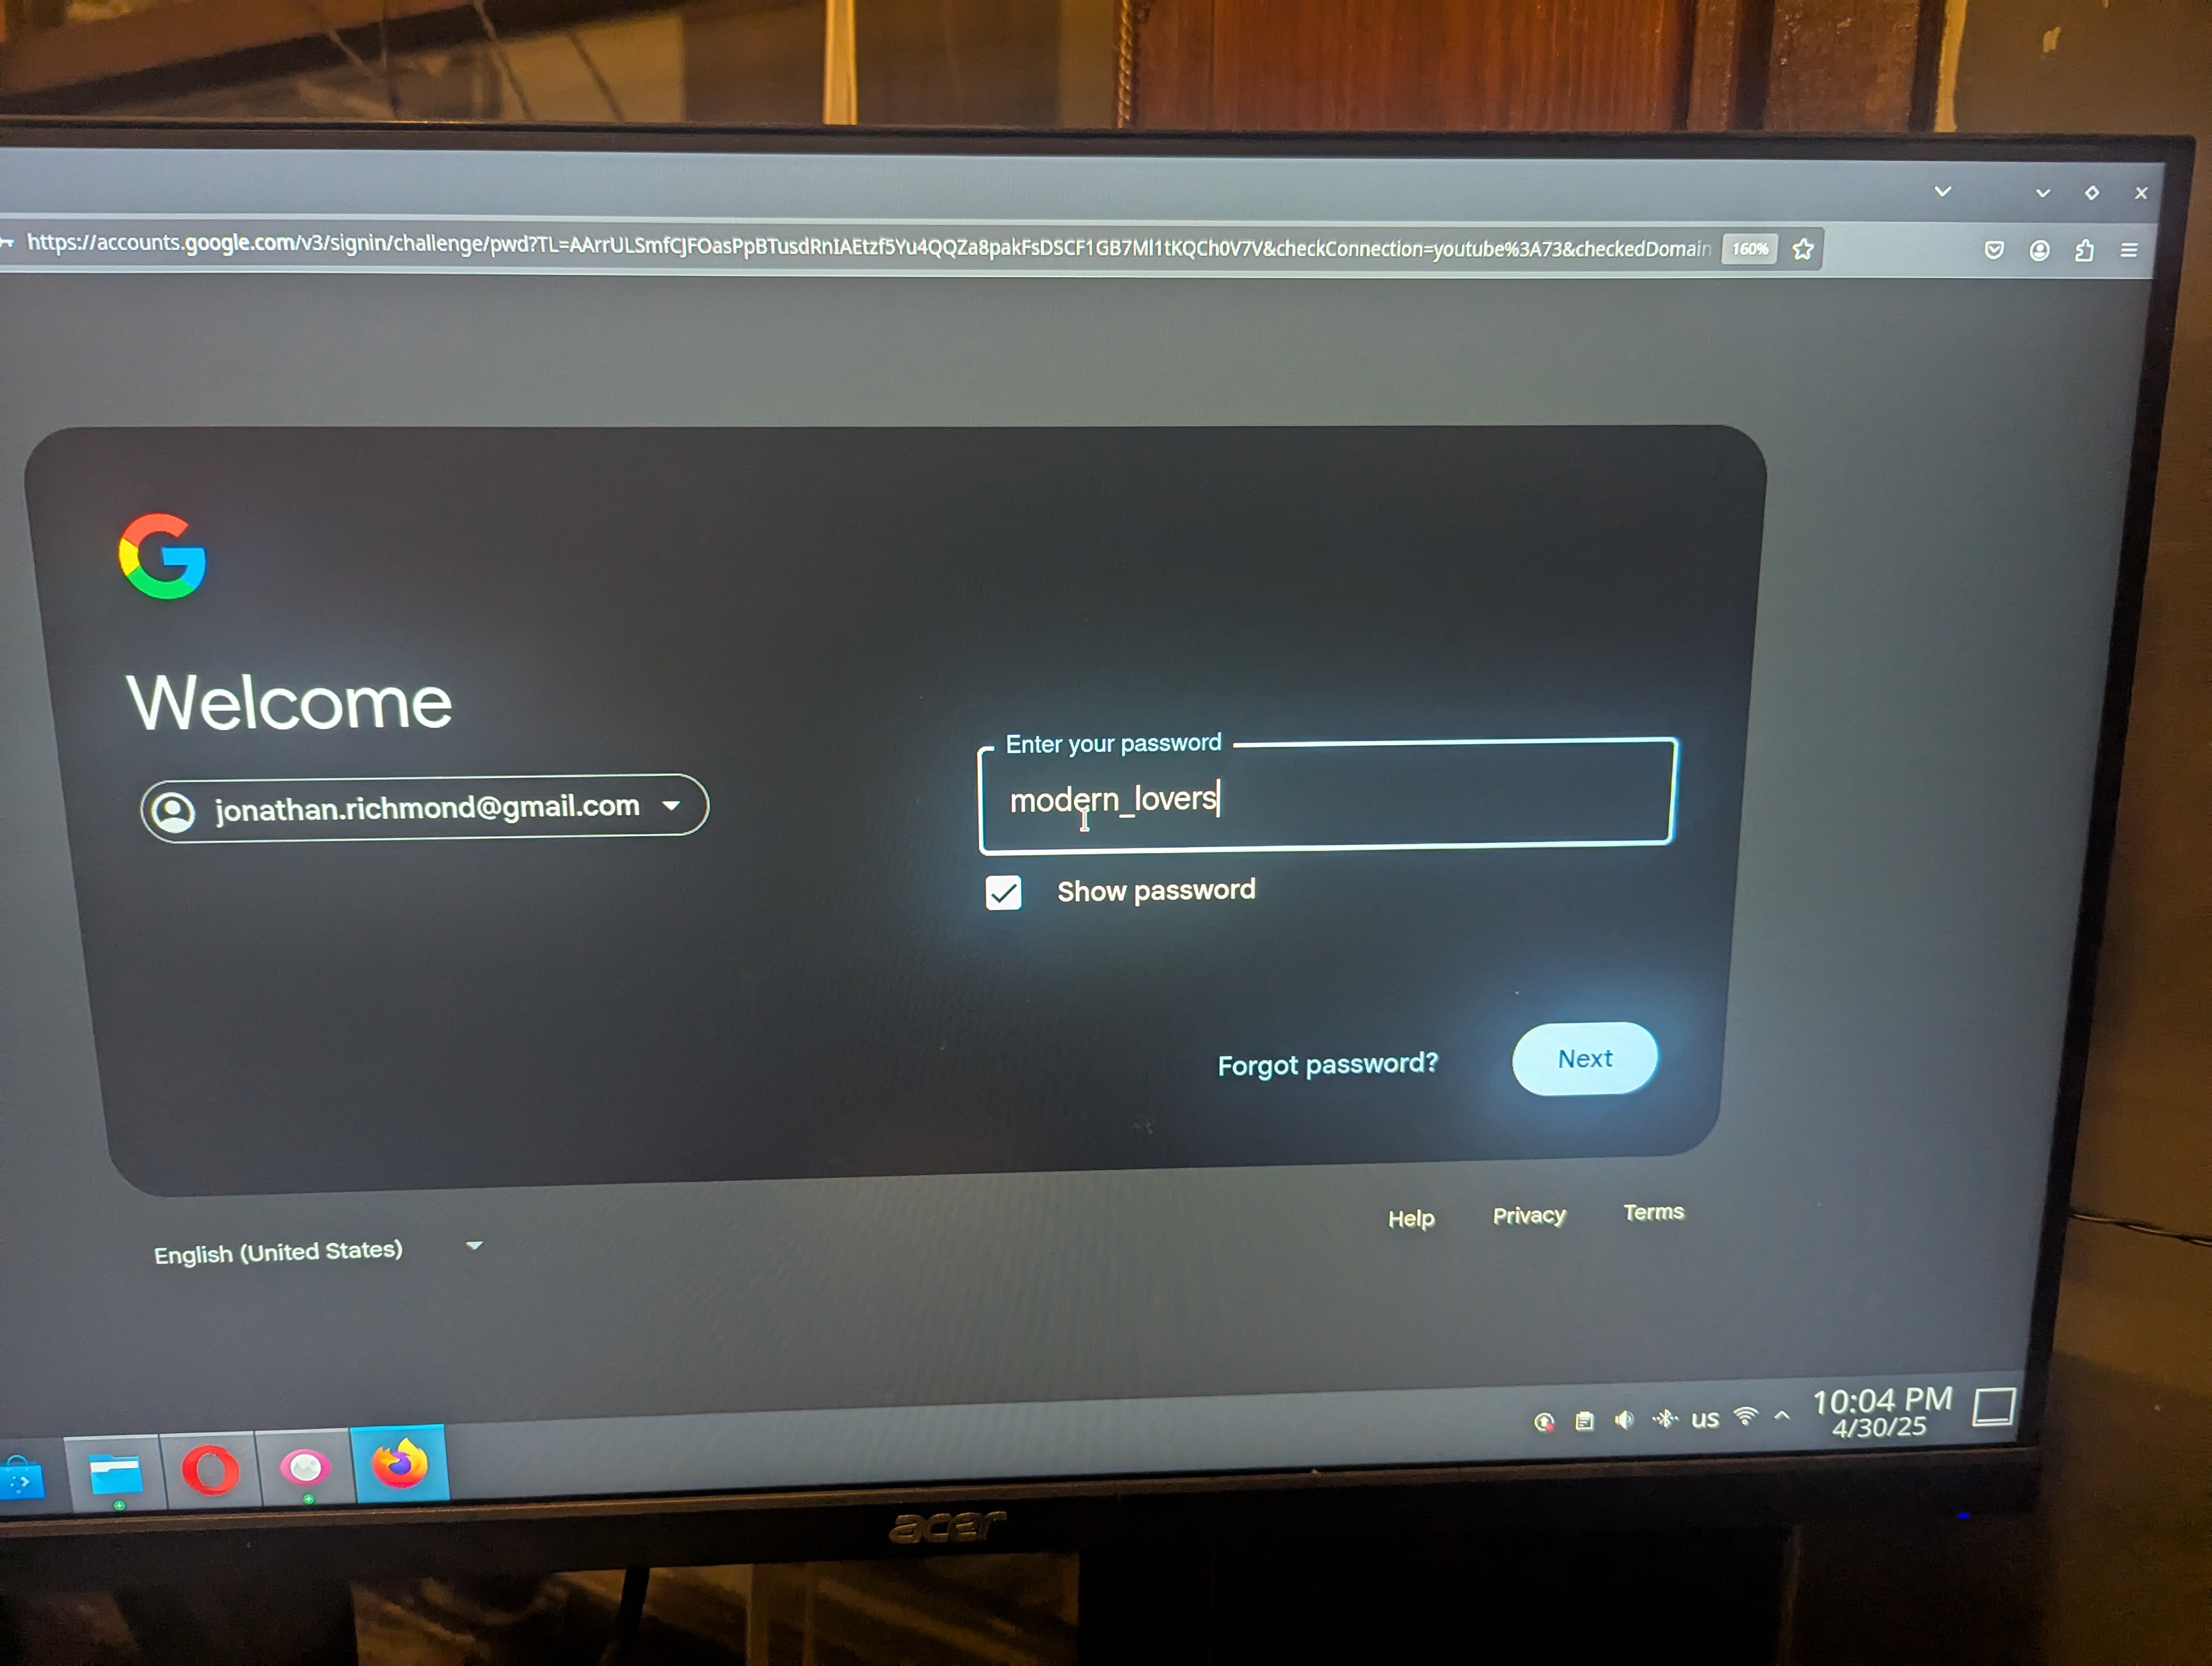 https://accounts.google.com/v3/signin/challenge/pwd?TL=AArrULSmfCJFOasPpBTusdRnIAEtzf5Yu4QQZa8pakFsDSCF1GB7Ml1tKQCh0V7V&checkConnection=youtube%3A73&checkedDomain 160%
Welcome
jonathan.richmond@gmail.com
Enter your password
modern_lovers
Show password
Forgot password?
Next
English (United States)
Help
Privacy
Terms
US
10:04 PM
4/30/25
acer